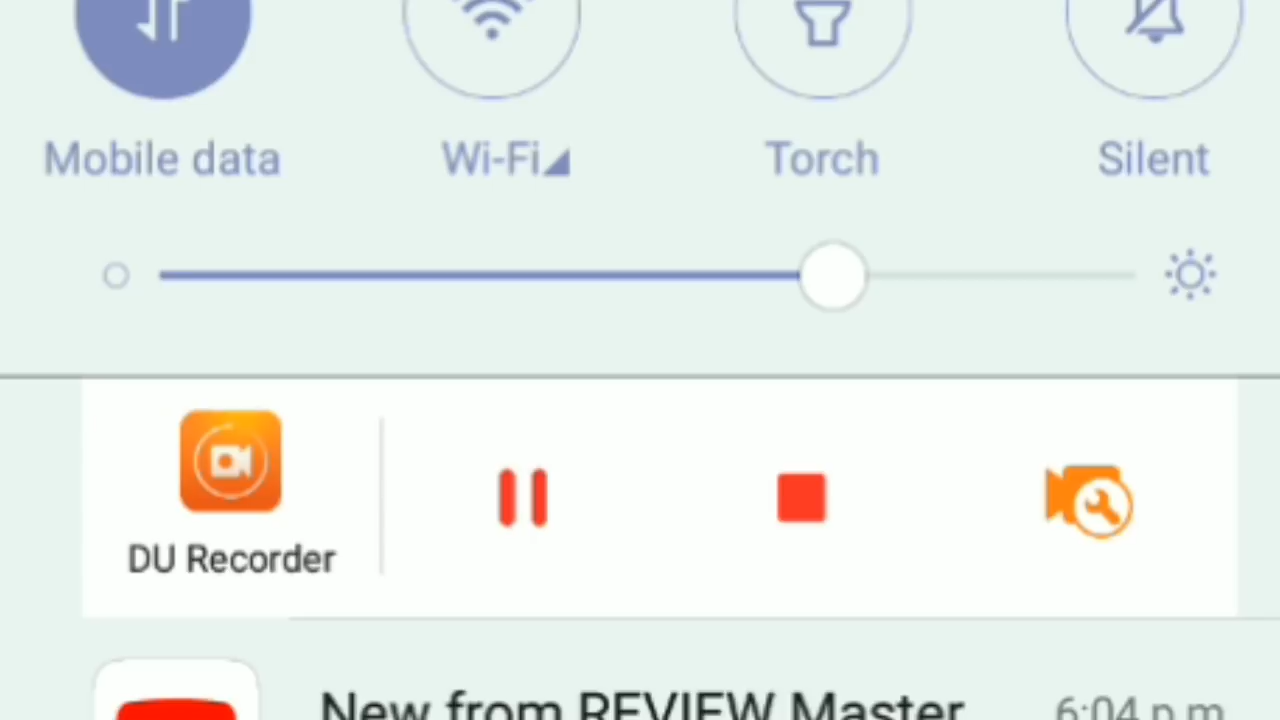 Mobile data Wi-Fi Torch Silent
DU Recorder
New from REVIEW Master 6:04 p.m.